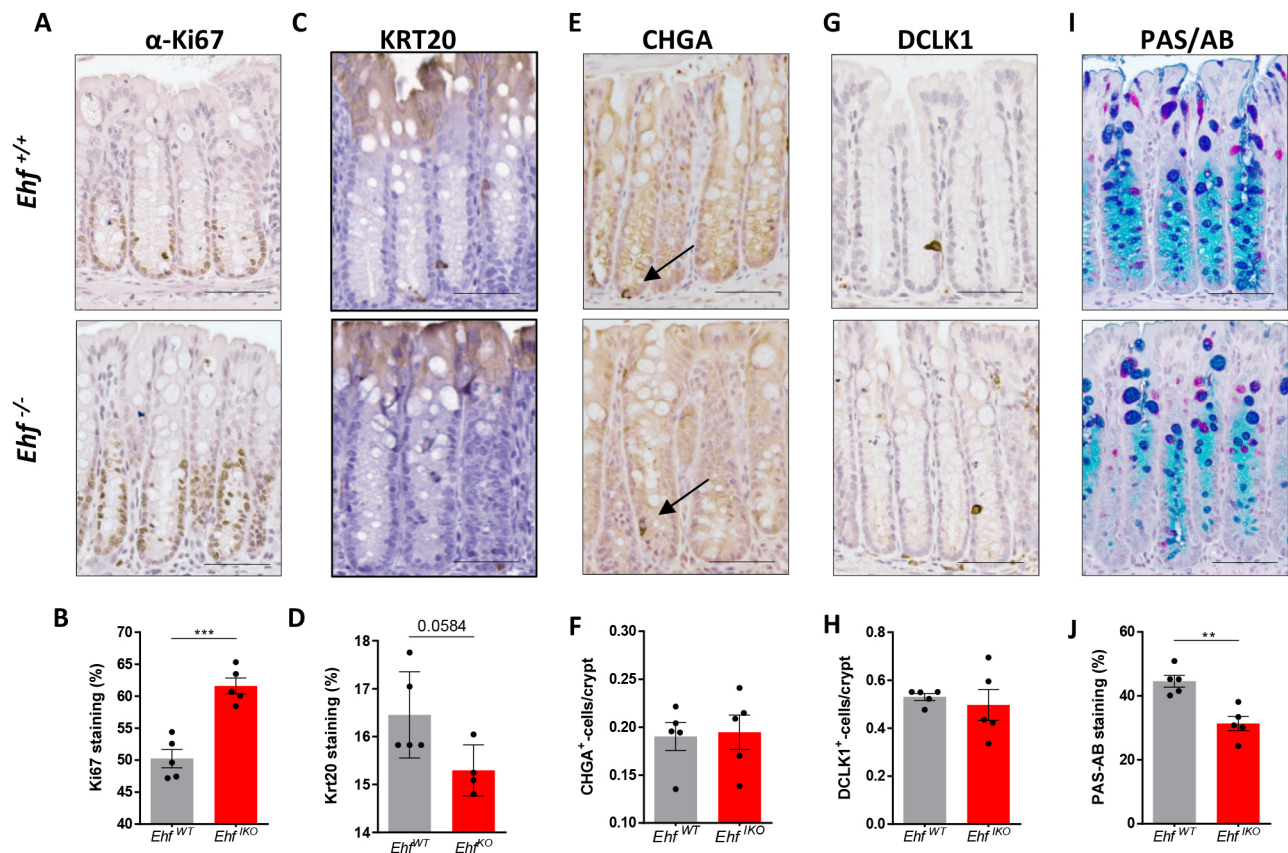 A
α-Ki67
C
KRT20
E
CHGA
G
DCLK1
I
PAS/AB
Ehf +/+
Ehf -/-
B
Ki67 staining (%)
70
65
60
55
50
45
40
***
Ehf WT
Ehf IKO
D
Krt20 staining (%)
18
17
16
15
14
0.0584
Ehf WT
Ehf KO
F
CHGA+-cells/crypt
0.30
0.25
0.20
0.15
0.10
Ehf WT
Ehf IKO
H
DCLK1+-cells/crypt
0.8
0.6
0.4
0.2
0.0
Ehf WT
Ehf IKO
J
PAS-AB staining (%)
60
40
20
0
**
Ehf WT
Ehf IKO